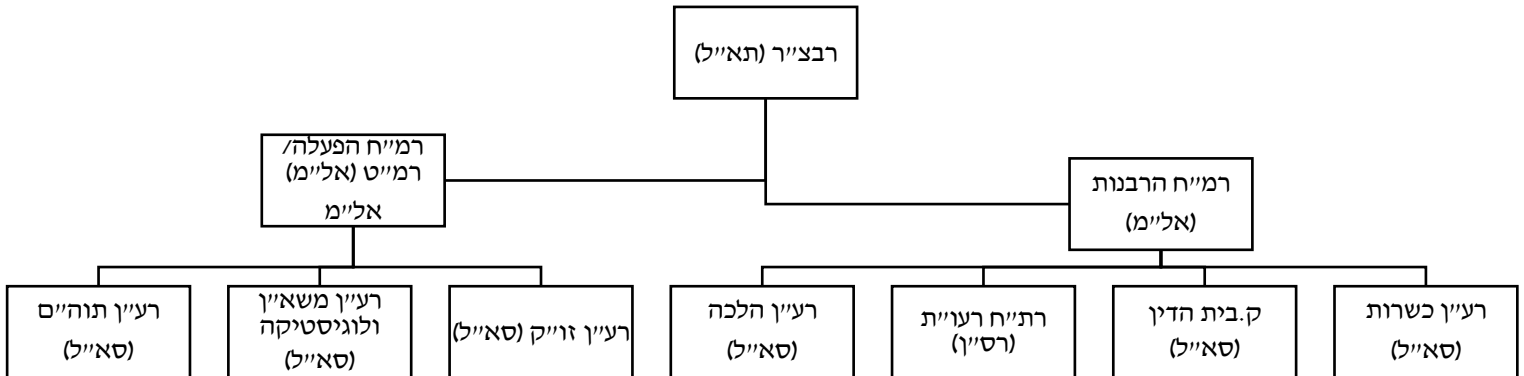 רבצ״ר (תא״ל)
רמ״ח הרבנות
(אל״מ)
רמ״ח הפעלה/
רמ״ט (אל״מ)
אל״מ
רע״ן כשרות
(סא״ל)
ק.בית הדין
(סא״ל)
רת״ח רעו״ת
(רס״ן)
רע״ן הלכה
(סא״ל)
רע״ן זו״ק (סא״ל)
רע״ן משא״ן
ולוגיסטיקה
(סא״ל)
רע״ן תוה״ם
(סא״ל)